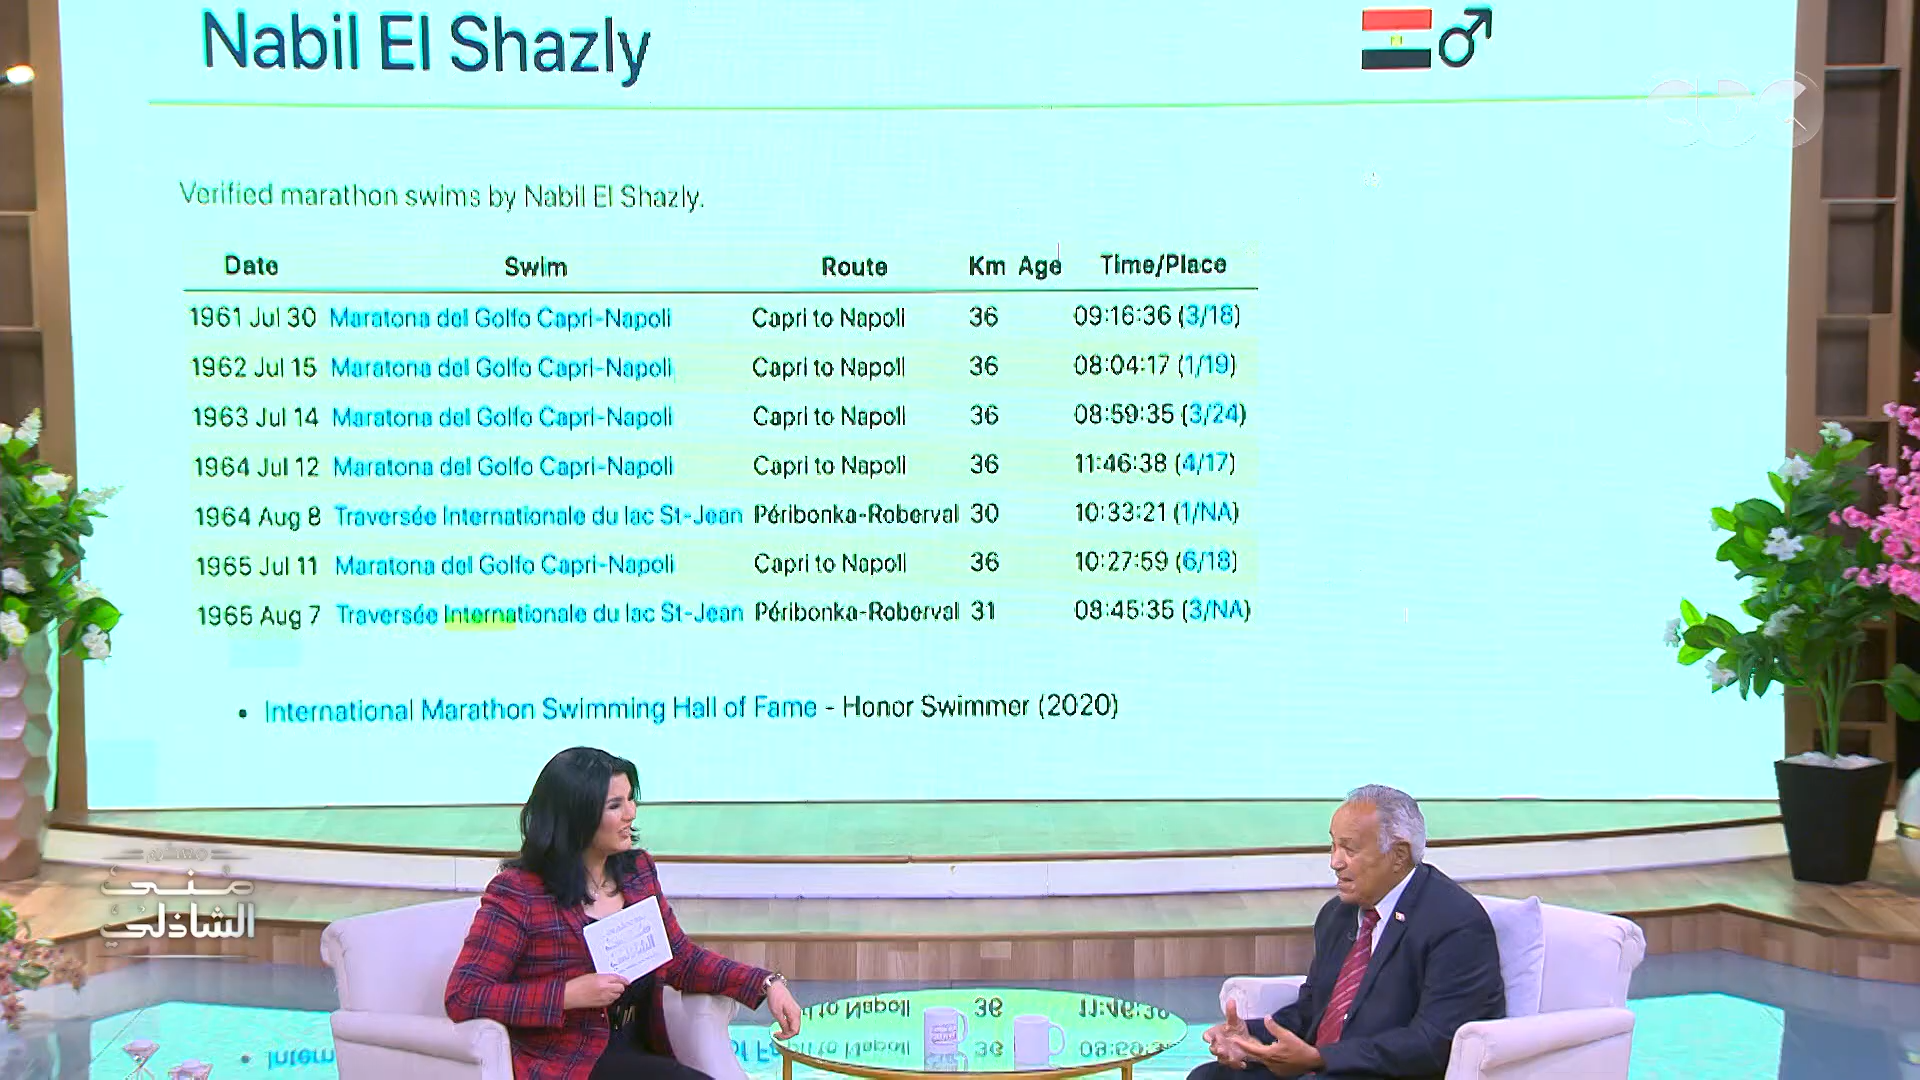 Nabil El Shazly
cbc
Verified marathon swims by Nabil El Shazly.
Date Swim Route Km Age Time/Place
1961 Jul 30 Maratona del Golfo Capri-Napoli Capri to Napoli 36 09:16:36 (3/18)
1962 Jul 15 Maratona del Golfo Capri-Napoli Capri to Napoli 36 08:04:17 (1/19)
1963 Jul 14 Maratona del Golfo Capri-Napoli Capri to Napoli 36 08:59:35 (3/24)
1964 Jul 12 Maratona del Golfo Capri-Napoli Capri to Napoli 36 11:46:38 (4/17)
1964 Aug 8 Traversée Internationale du lac St-Jean Péribonka-Roberval 30 10:33:21 (1/NA)
1965 Jul 11 Maratona del Golfo Capri-Napoli Capri to Napoli 36 10:27:59 (6/18)
1965 Aug 7 Traversée Internationale du lac St-Jean Péribonka-Roberval 31 08:45:35 (3/NA)
• International Marathon Swimming Hall of Fame - Honor Swimmer (2020)
منى
الشاذلي